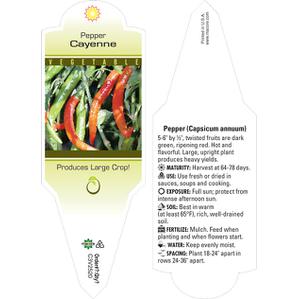 Pepper
Cayenne
VEGETABLE
Produces Large Crop!
Printed in U.S.A.
Pepper (Capsicum annuum)
5-6" by ½", twisted fruits are dark
green, ripening red. Hot and
flavorful. Large, upright plant
produces heavy yields.
MATURITY: Harvest at 64-78 days.
USE: Use fresh or dried in
sauces, soups and cooking.
EXPOSURE: Full sun; protect from
intense afternoon sun.
SOIL: Best in warm
(at least 65°F), rich, well-drained
soil.
FERTILIZE: Mulch. Feed when
planting and when flowers start.
WATER: Keep evenly moist.
SPACING: Plant 18-24" apart in
rows 24-36" apart.